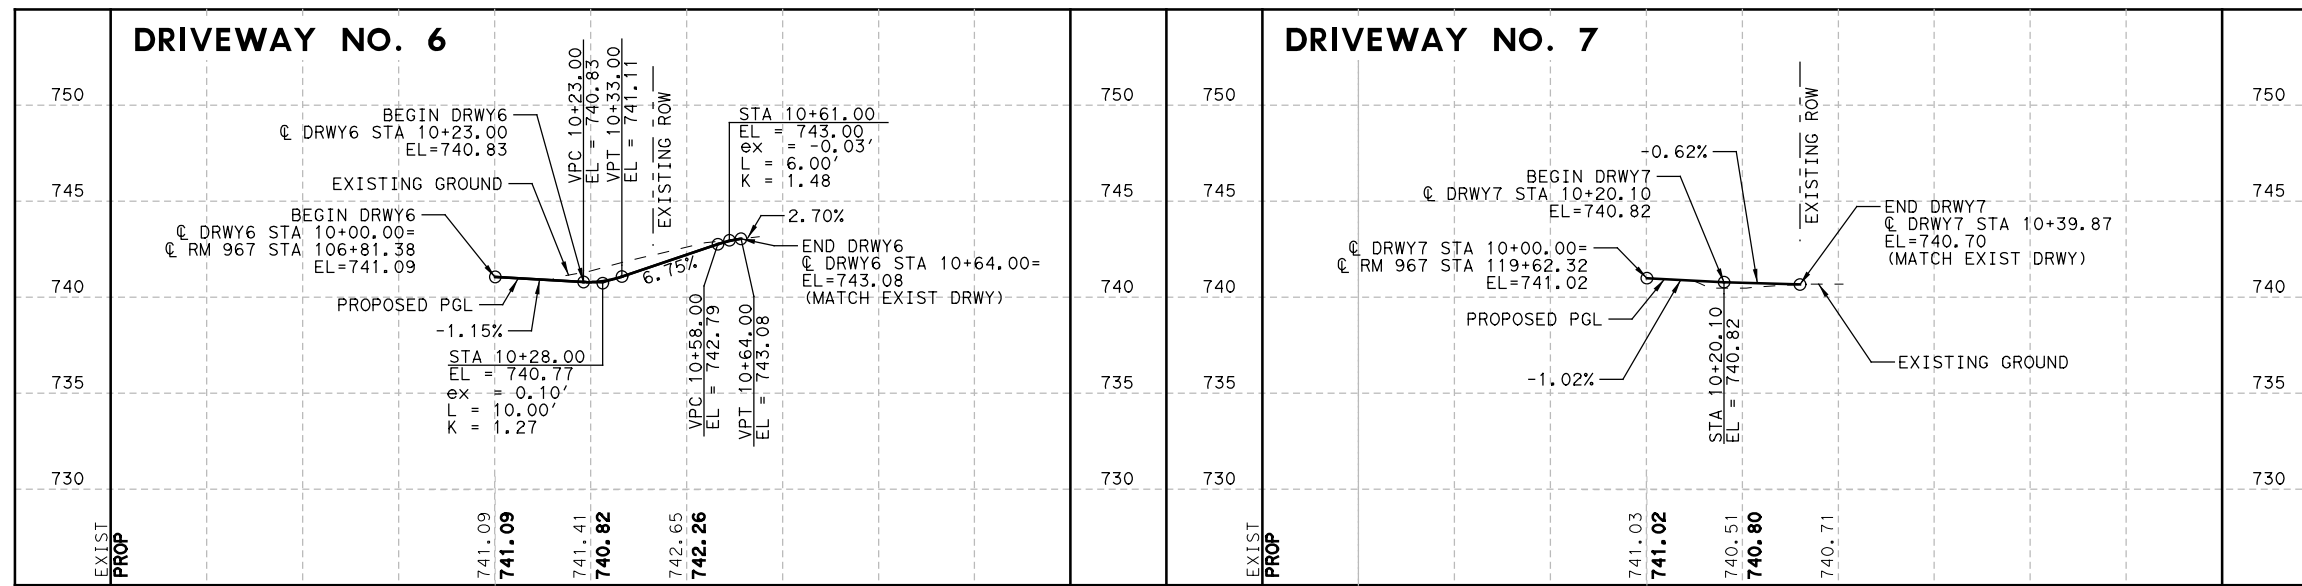 DRIVEWAY NO. 6
750
745
740
735
730
BEGIN DRWY6
℄ DRWY6 STA 10+23.00
EL=740.83
EXISTING GROUND
BEGIN DRWY6
℄ DRWY6 STA 10+00.00=
℄ RM 967 STA 106+81.38
EL=741.09
PROPOSED PGL
-1.15%
STA 10+28.00
EL = 740.77
ex = 0.10'
L = 10.00'
K = 1.27
VPC 10+23.00
EL = 740.83
VPT 10+33.00
EL = 741.11
EXISTING ROW
6.75%
STA 10+61.00
EL = 743.00
ex = -0.03'
L = 6.00'
K = 1.48
2.70%
END DRWY6
℄ DRWY6 STA 10+64.00=
EL=743.08
(MATCH EXIST DRWY)
VPC 10+58.00
EL = 742.79
VPT 10+64.00
EL = 743.08
750
745
740
735
730
EXIST
PROP
741.09
741.09
741.41
740.82
742.65
742.26
DRIVEWAY NO. 7
750
745
740
735
730
-0.62%
BEGIN DRWY7
℄ DRWY7 STA 10+20.10
EL=740.82
℄ DRWY7 STA 10+00.00=
℄ RM 967 STA 119+62.32
EL=741.02
PROPOSED PGL
-1.02%
STA 10+20.10
EL = 740.82
EXISTING ROW
END DRWY7
℄ DRWY7 STA 10+39.87
EL=740.70
(MATCH EXIST DRWY)
EXISTING GROUND
750
745
740
735
730
EXIST
PROP
741.03
741.02
740.51
740.80
740.71